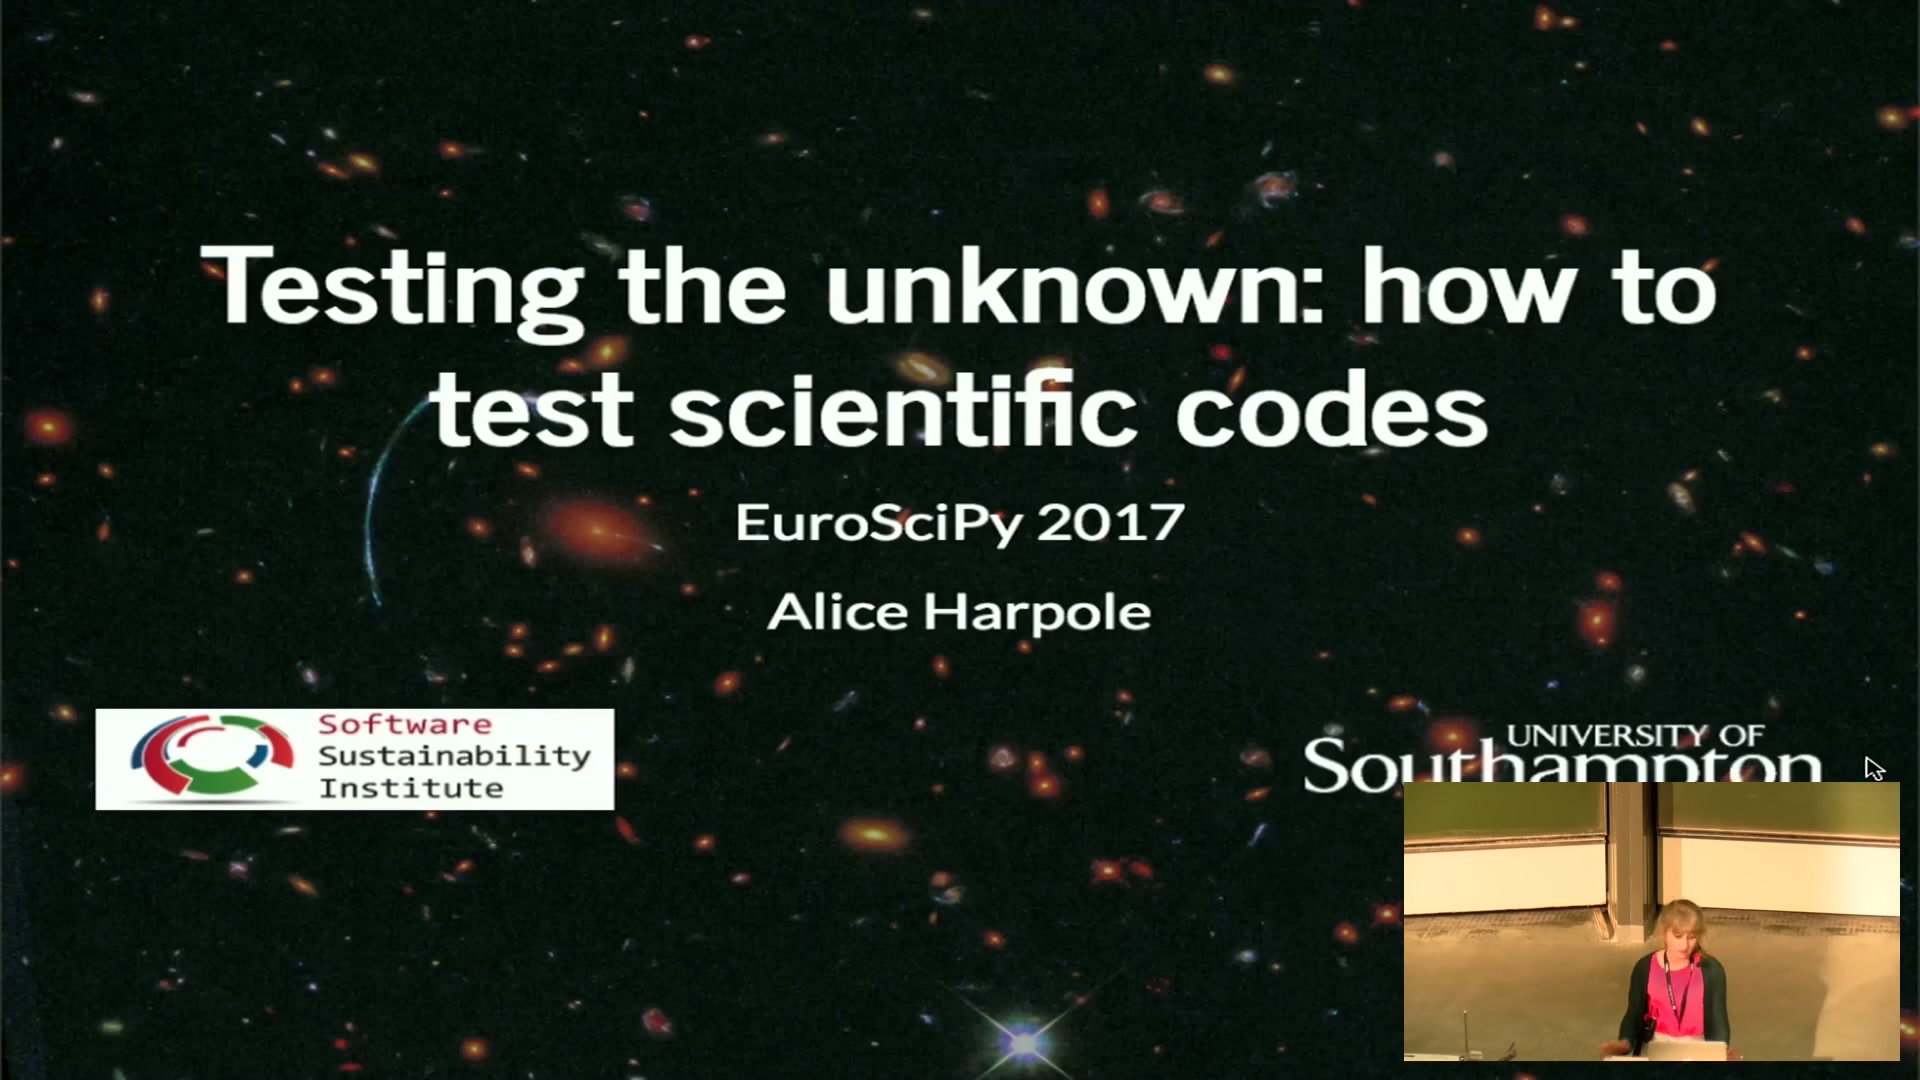 Testing the unknown: how to
test scientific codes
EuroSciPy 2017
Alice Harpole
Software
Sustainability
Institute
UNIVERSITY OF
Southampton